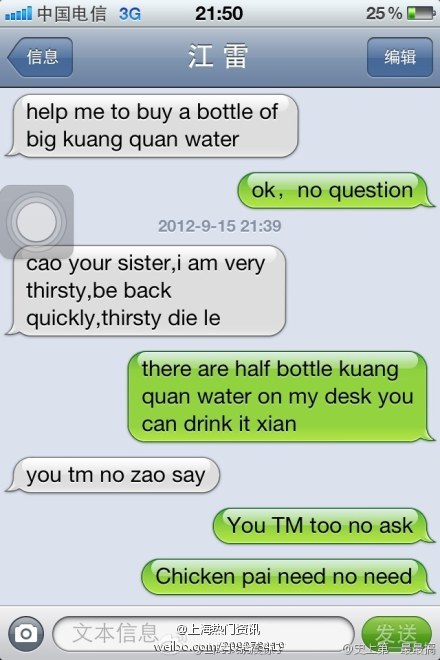 中国电信 3G 21:50 25%
信息 江雷 编辑
help me to buy a bottle of
big kuang quan water
ok，no question
2012-9-15 21:39
cao your sister,i am very
thirsty,be back
quickly,thirsty die le
there are half bottle kuang
quan water on my desk you
can drink it xian
you tm no zao say
You TM too no ask
Chicken pai need no need
文本信息 发送
@上海热门资讯